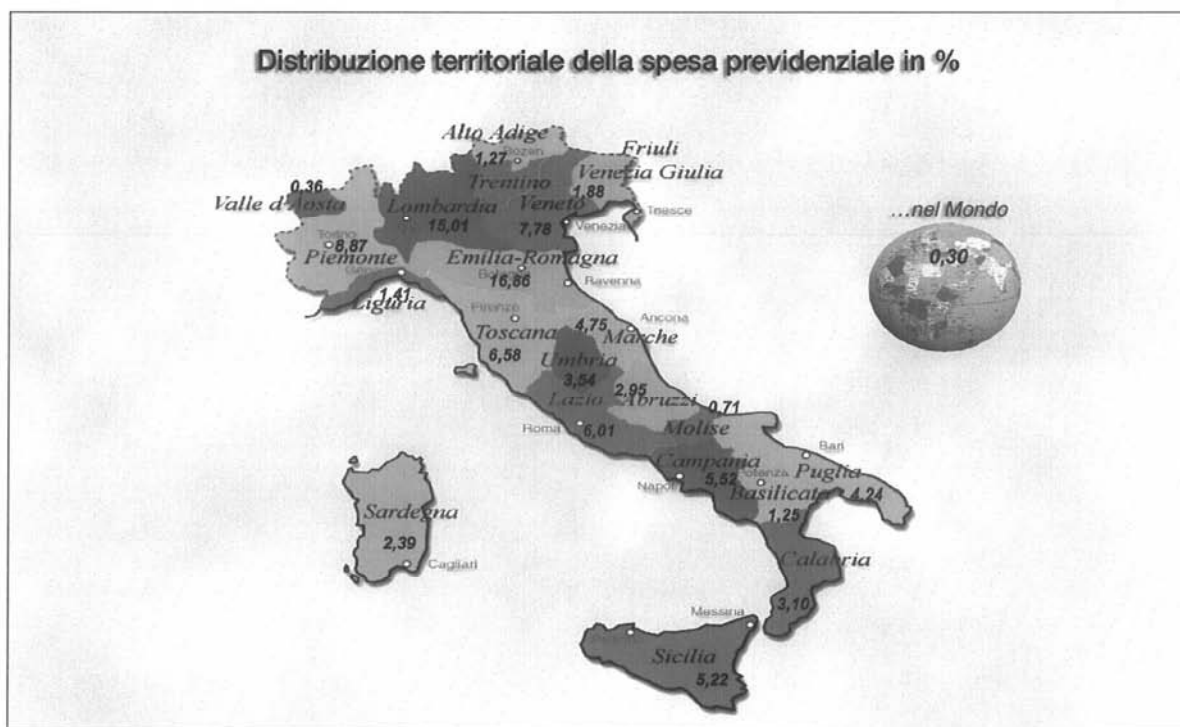 Distribuzione territoriale della spesa previdenziale in %
Alto Adige
Bozen
1,27
Trentino
Friuli
Venezia Giulia
1,88
0,36
Valle d'Aosta
Lombardia
15,01
Veneto
7,78
Venezia
...nel Mondo
0,30
Torino
8,87
Piemonte
Emilia-Romagna
16,86
Ravenna
1,41
Liguria
Firenze
Toscana
6,58
4,75
Ancona
Marche
Umbria
3,54
2,95
Lazio
Abruzzi
0,71
Molise
Roma
6,01
Bari
Campania
5,52
Napoli
Potenza
Puglia
4,24
Basilicata
1,25
Sardegna
2,39
Cagliari
Calabria
3,10
Messina
Sicilia
5,22